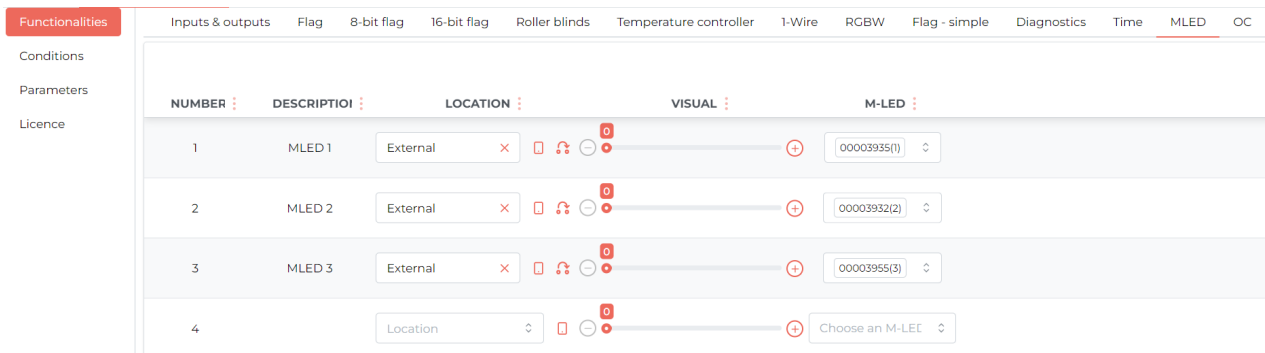 Functionalities
Inputs & outputs Flag 8-bit flag 16-bit flag Roller blinds Temperature controller 1-Wire RGBW Flag - simple Diagnostics Time MLED OC
Conditions
Parameters
Licence
NUMBER DESCRIPTIOI LOCATION VISUAL M-LED
0
1 MLED 1 External 00003935(1)
0
2 MLED 2 External 00003932(2)
0
3 MLED 3 External 00003955(3)
0
4 Location Choose an M-LEC